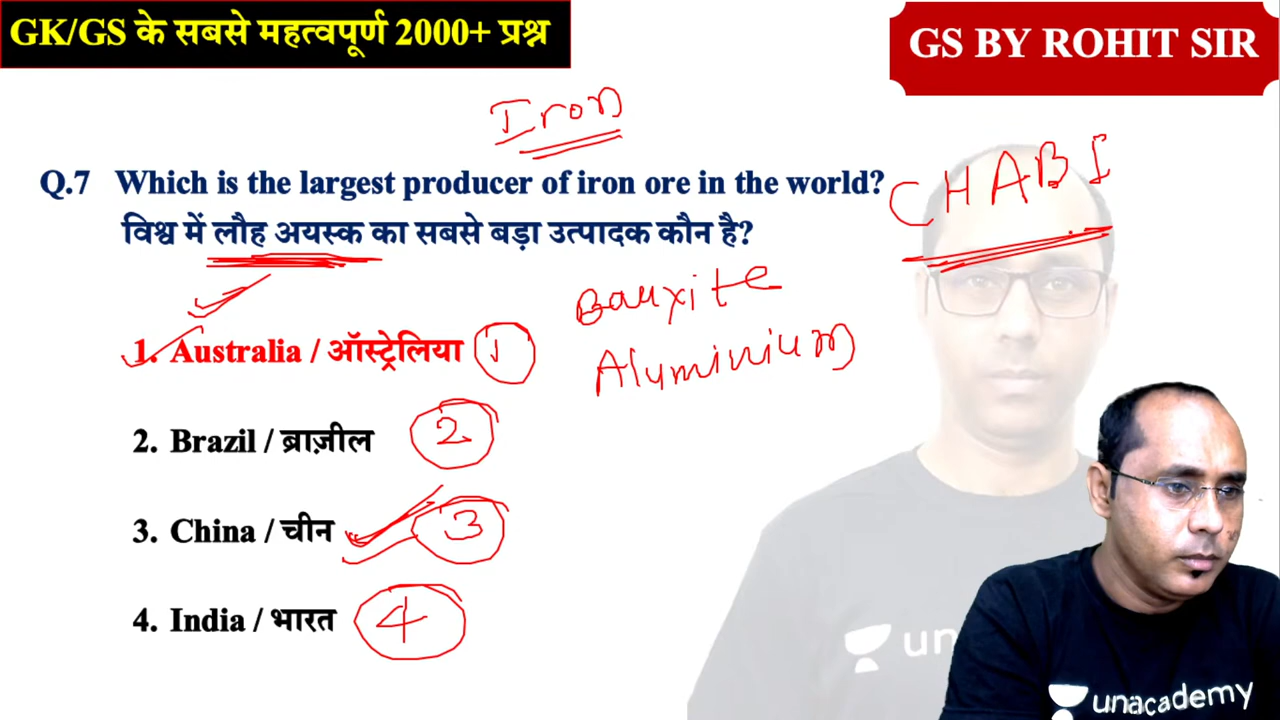 GK/GS के सबसे महत्वपूर्ण 2000+ प्रश्न
GS BY ROHIT SIR
Iron
CHABI
Q.7 Which is the largest producer of iron ore in the world?
विश्व में लौह अयस्क का सबसे बड़ा उत्पादक कौन है?
Bauxite
Aluminium
1. Australia / ऑस्ट्रेलिया 1
2. Brazil / ब्राज़ील 2
3. China / चीन 3
4. India / भारत 4
un
unacademy